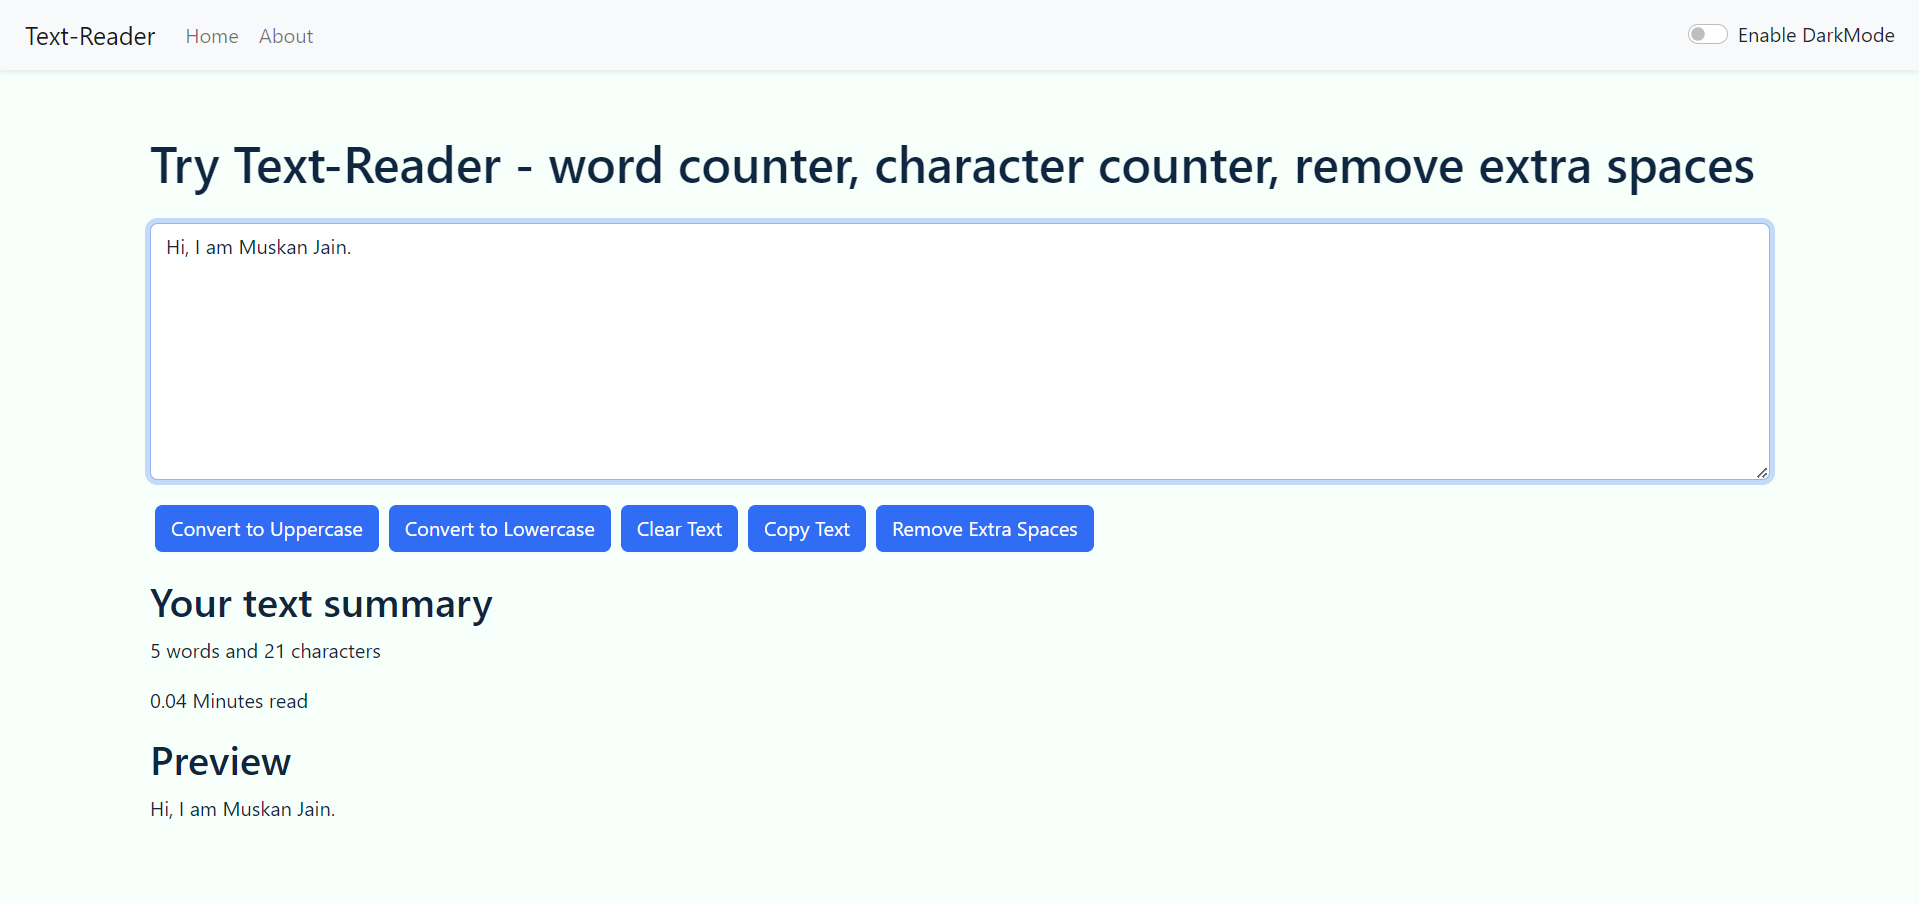 Text-Reader Home About Enable DarkMode
Try Text-Reader - word counter, character counter, remove extra spaces
Hi, I am Muskan Jain.
Convert to Uppercase Convert to Lowercase Clear Text Copy Text Remove Extra Spaces
Your text summary
5 words and 21 characters
0.04 Minutes read
Preview
Hi, I am Muskan Jain.